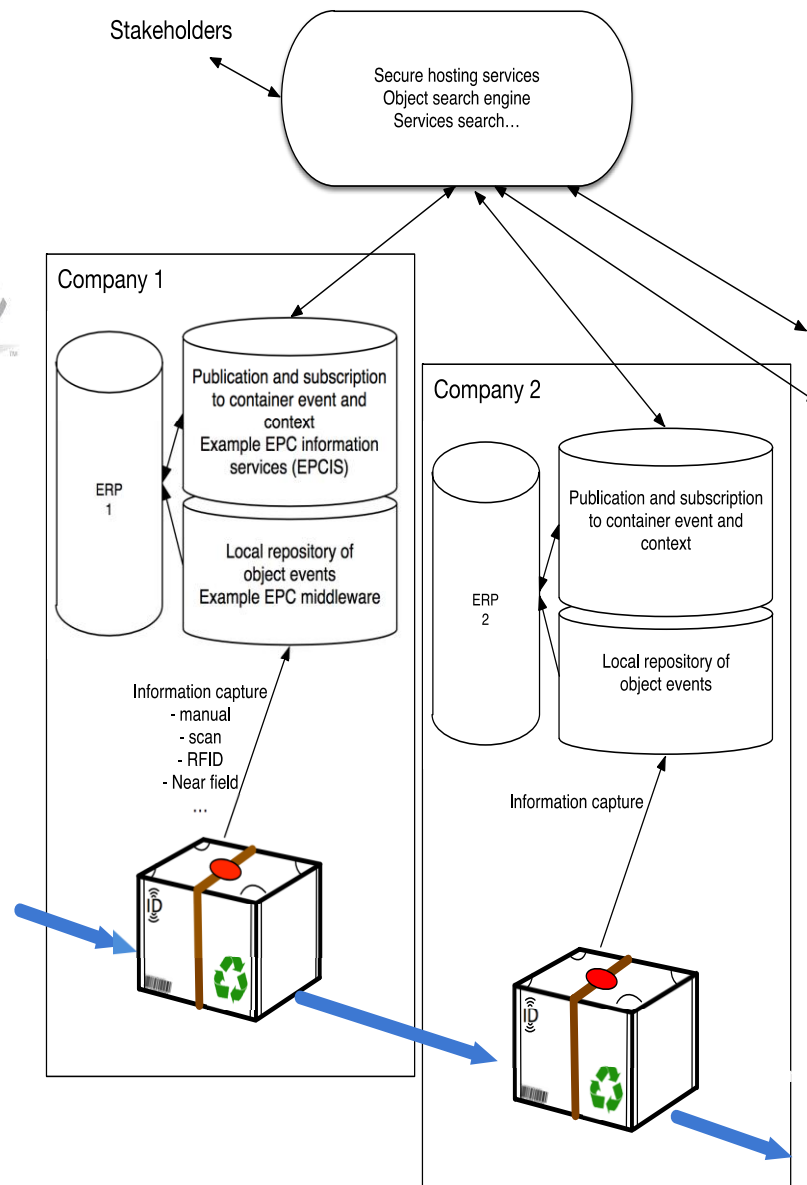 Stakeholders
Secure hosting services
Object search engine
Services search…
Company 1
TM
Publication and subscription
to container event and
context
Example EPC information
services (EPCIS)
ERP
1
Local repository of
object events
Example EPC middleware
Information capture
- manual
- scan
- RFID
- Near field
…
ID
Company 2
Publication and subscription
to container event and
context
ERP
2
Local repository of
object events
Information capture
ID